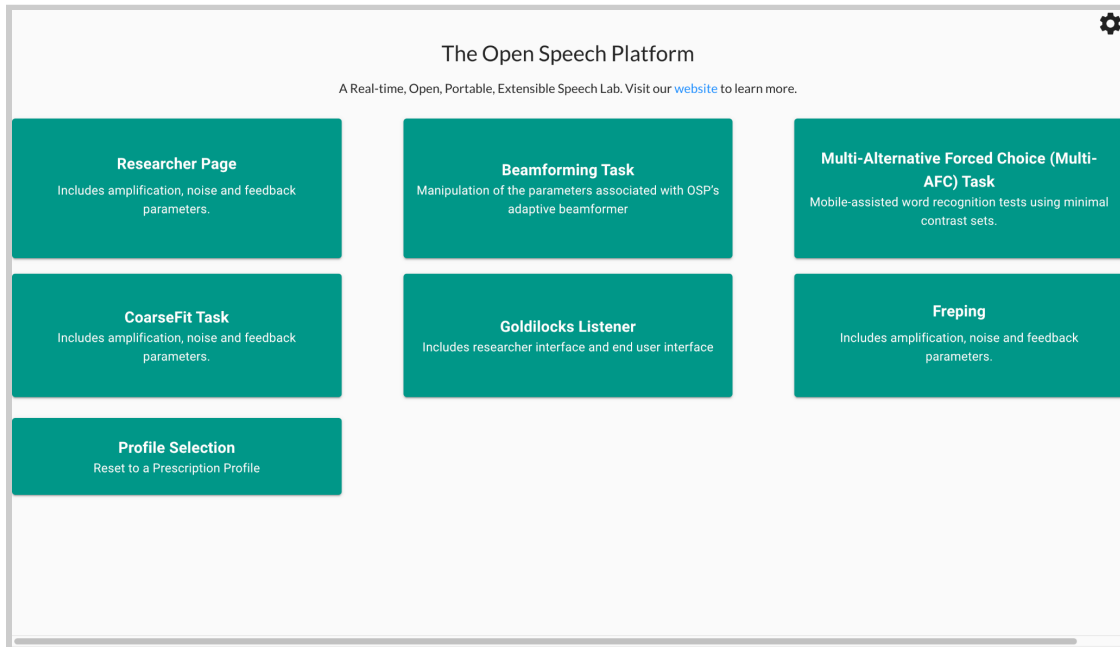 The Open Speech Platform
A Real-time, Open, Portable, Extensible Speech Lab. Visit our website to learn more.
Researcher Page
Includes amplification, noise and feedback
parameters.
Beamforming Task
Manipulation of the parameters associated with OSP's
adaptive beamformer
Multi-Alternative Forced Choice (Multi-
AFC) Task
Mobile-assisted word recognition tests using minimal
contrast sets.
CoarseFit Task
Includes amplification, noise and feedback
parameters.
Goldilocks Listener
Includes researcher interface and end user interface
Freping
Includes amplification, noise and feedback
parameters.
Profile Selection
Reset to a Prescription Profile